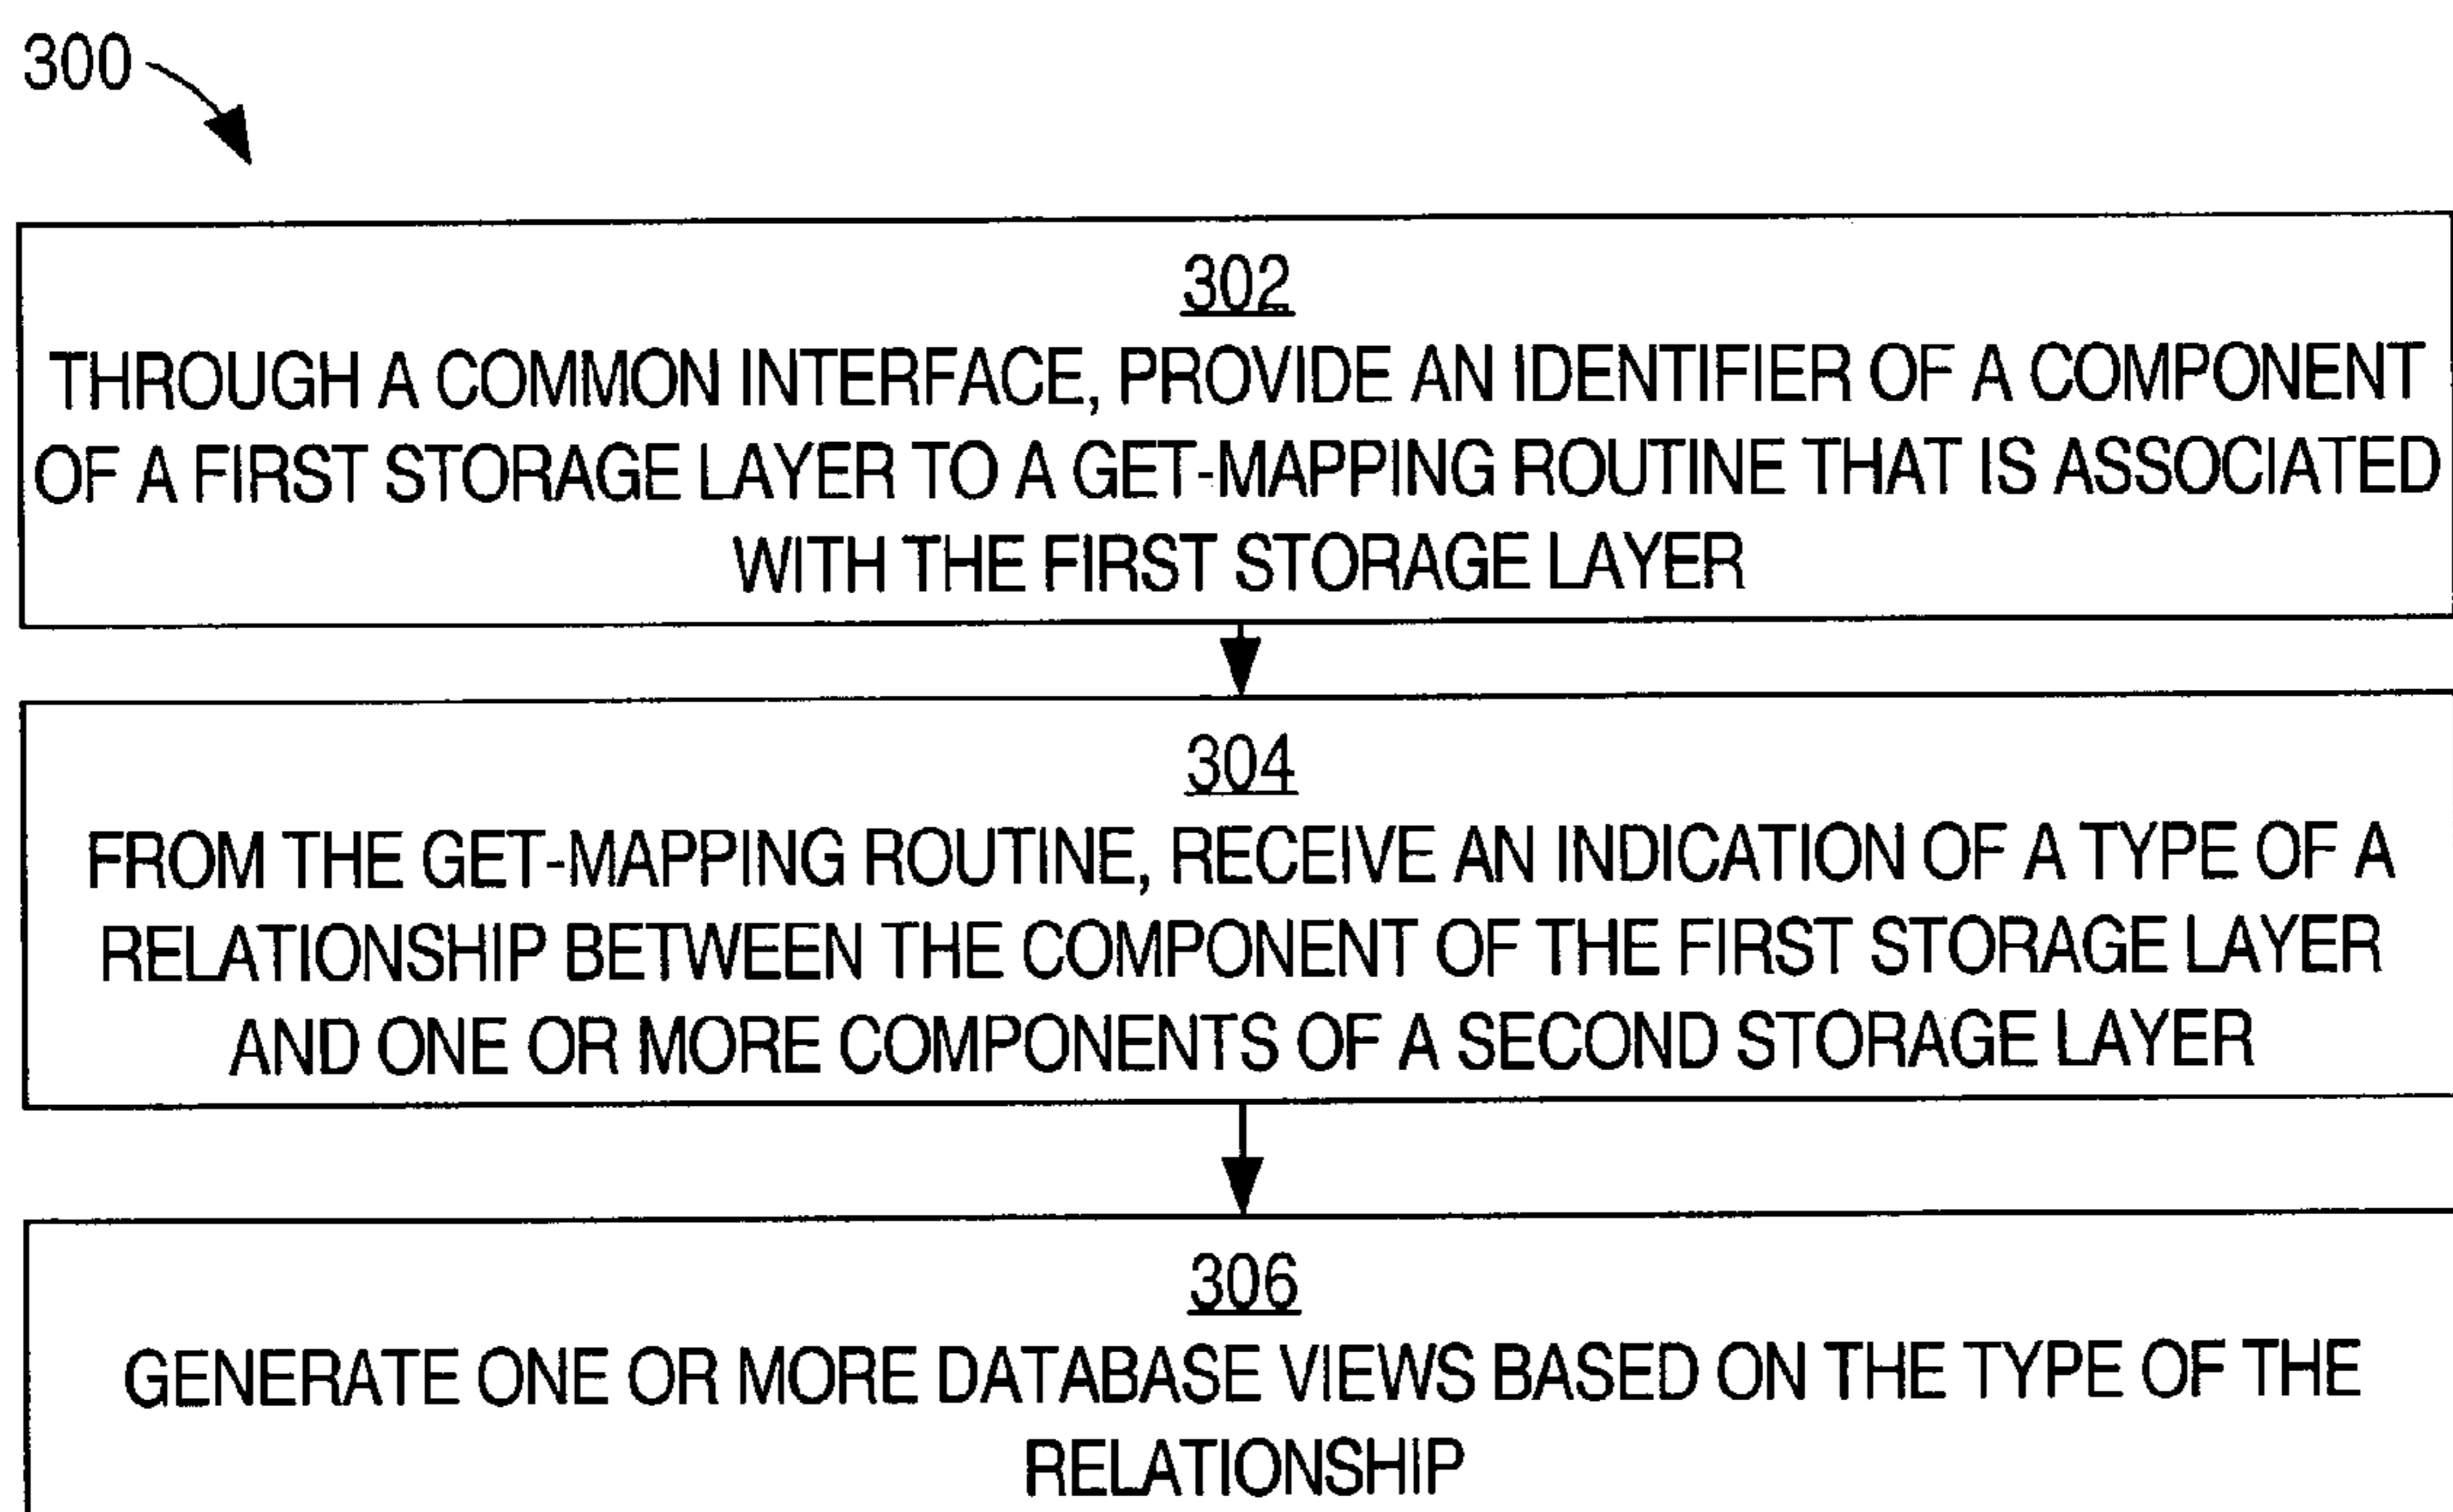 300
302
THROUGH A COMMON INTERFACE, PROVIDE AN IDENTIFIER OF A COMPONENT
OF A FIRST STORAGE LAYER TO A GET-MAPPING ROUTINE THAT IS ASSOCIATED
WITH THE FIRST STORAGE LAYER
304
FROM THE GET-MAPPING ROUTINE, RECEIVE AN INDICATION OF A TYPE OF A
RELATIONSHIP BETWEEN THE COMPONENT OF THE FIRST STORAGE LAYER
AND ONE OR MORE COMPONENTS OF A SECOND STORAGE LAYER
306
GENERATE ONE OR MORE DATABASE VIEWS BASED ON THE TYPE OF THE
RELATIONSHIP